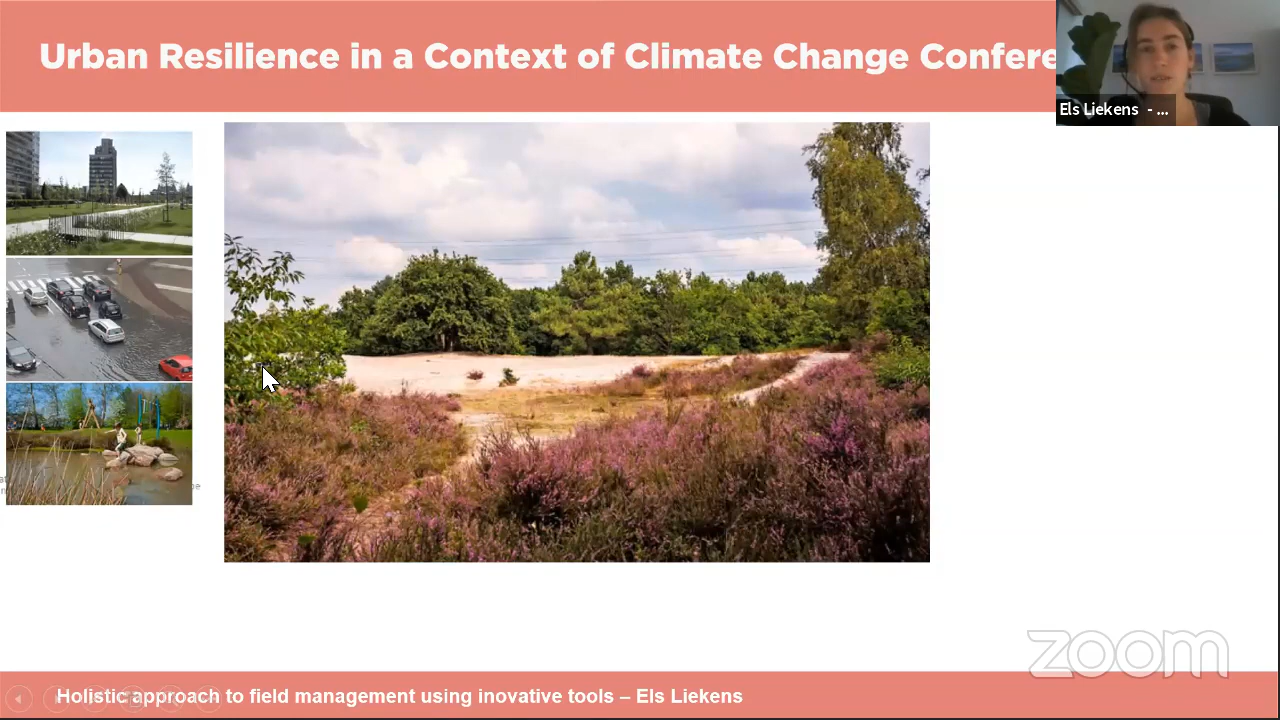 Urban Resilience in a Context of Climate Change Confere
Els Liekens - ...
zoom
Holistic approach to field management using inovative tools – Els Liekens